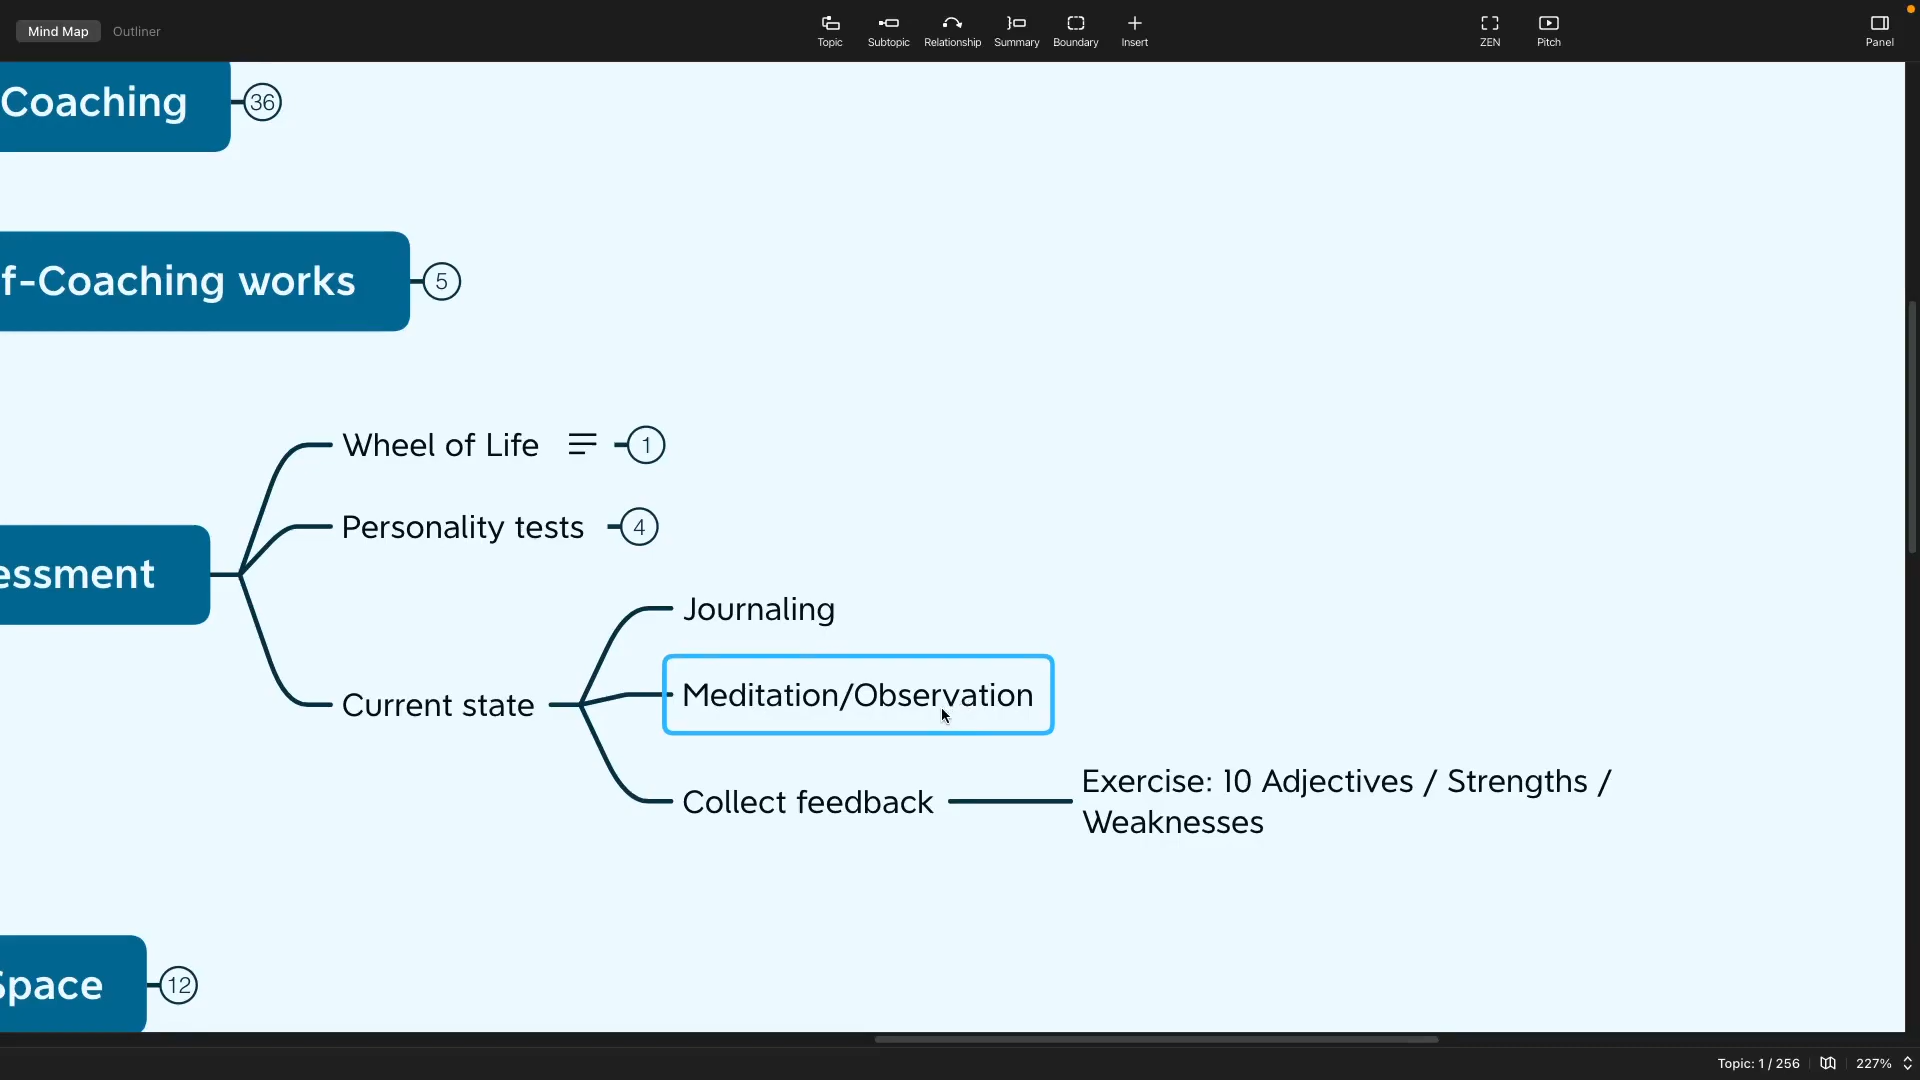 Mind Map
Outliner
Topic
Subtopic
Relationship
Summary
Boundary
Insert
ZEN
Pitch
Panel
Coaching
36
f-Coaching works
5
Wheel of Life
1
Personality tests
4
essment
Journaling
Meditation/Observation
Current state
Collect feedback
Exercise: 10 Adjectives / Strengths /
Weaknesses
Space
12
Topic: 1 / 256
227%